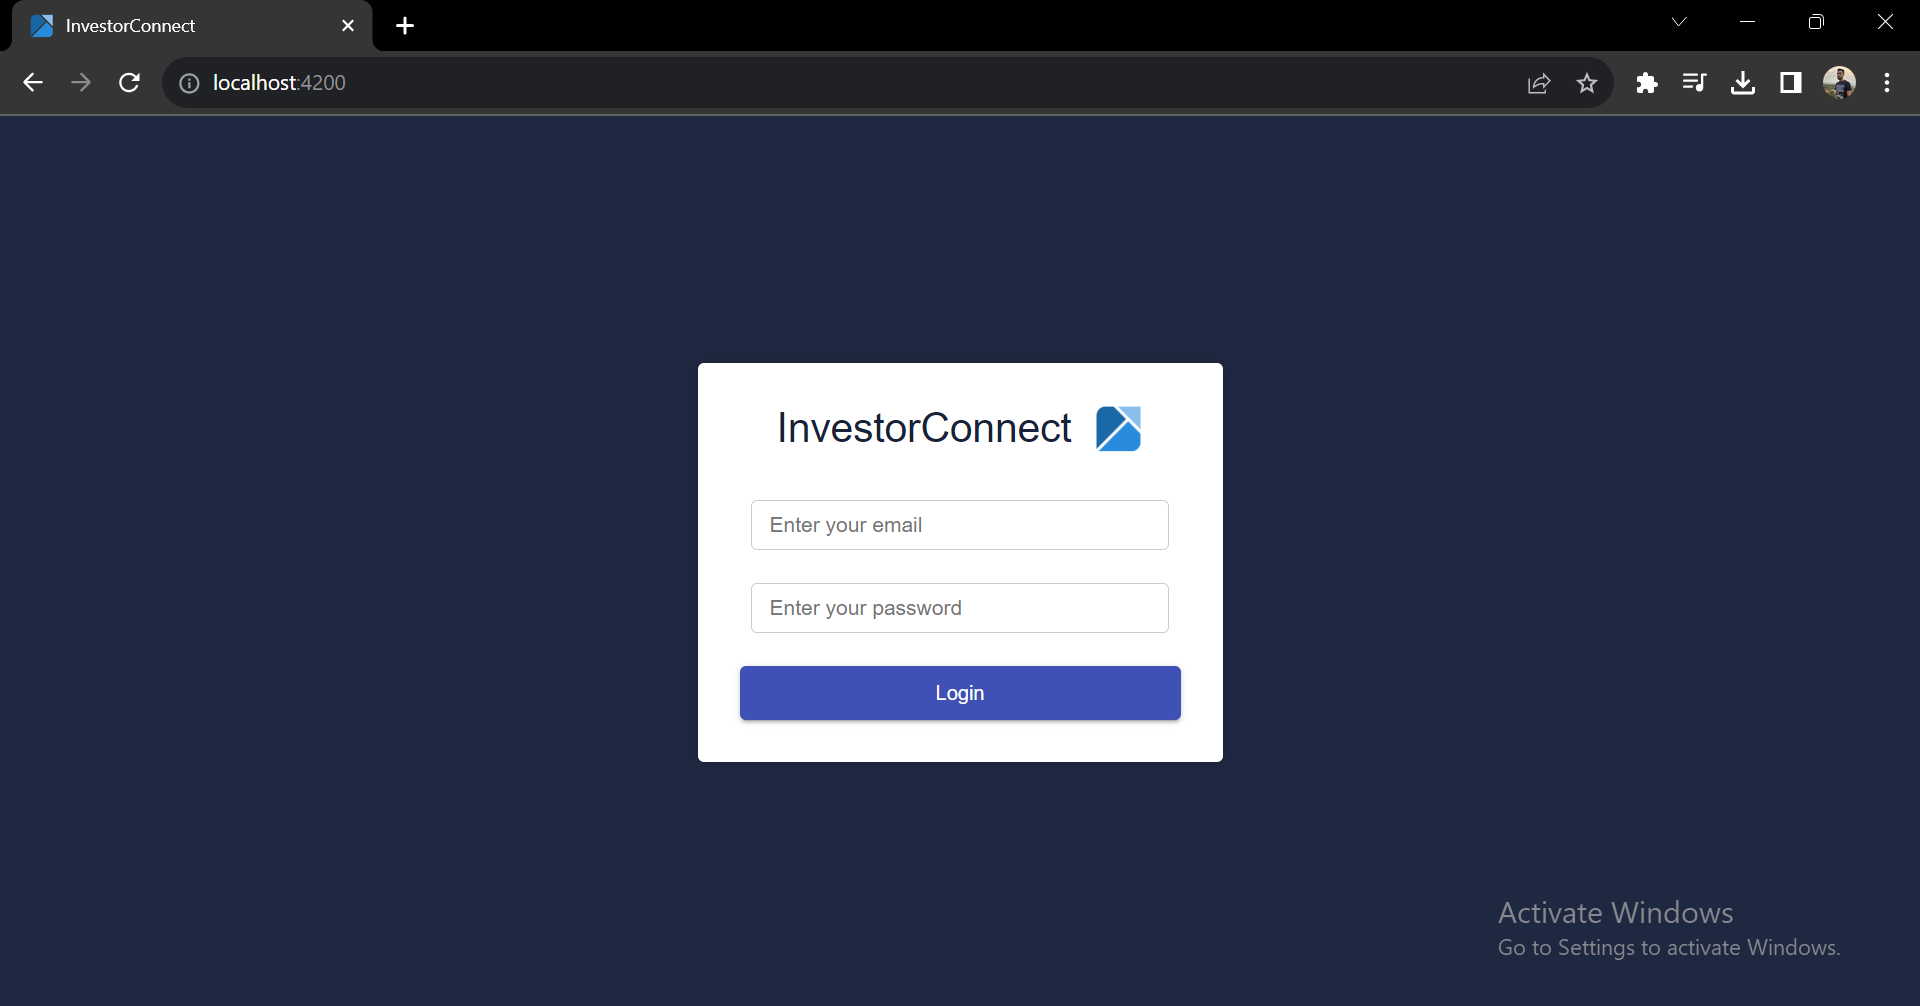 InvestorConnect
localhost:4200
InvestorConnect
Enter your email
Enter your password
Login
Activate Windows
Go to Settings to activate Windows.